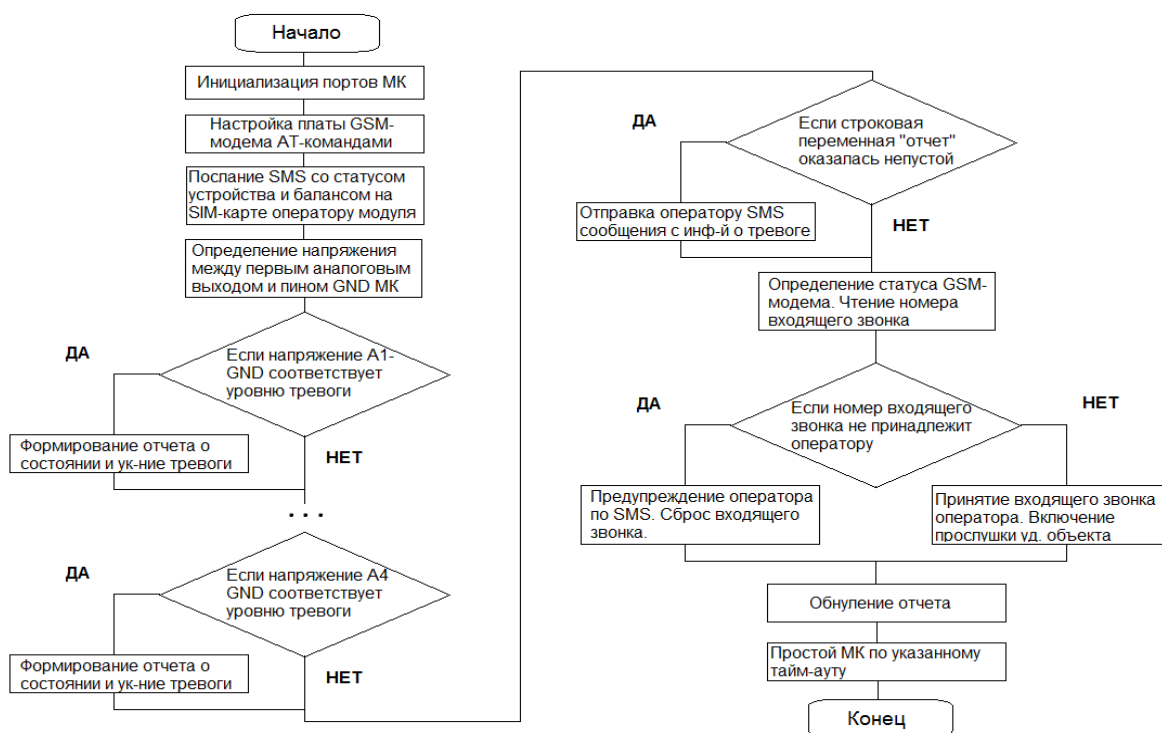 Начало
Инициализация портов МК
Настройка платы GSM-
модема АТ-командами
Послание SMS со статусом
устройства и балансом на
SIM-карте оператору модуля
Определение напряжения
между первым аналоговым
выходом и пином GND МК
ДА
Если напряжение А1-
GND соответствует
уровню тревоги
Формирование отчета о
состоянии и ук-ние тревоги
НЕТ
...
ДА
Если напряжение А4
GND соответствует
уровню тревоги
Формирование отчета о
состоянии и ук-ние тревоги
НЕТ
ДА
Если строковая
переменная "отчет"
оказалась непустой
Отправка оператору SMS
сообщения с инф-й о тревоге
НЕТ
Определение статуса GSM-
модема. Чтение номера
входящего звонка
ДА
Если номер входящего
звонка не принадлежит
оператору
НЕТ
Предупреждение оператора
по SMS. Сброс входящего
звонка.
Принятие входящего звонка
оператора. Включение
прослушки уд. объекта
Обнуление отчета
Простой МК по указанному
тайм-ауту
Конец